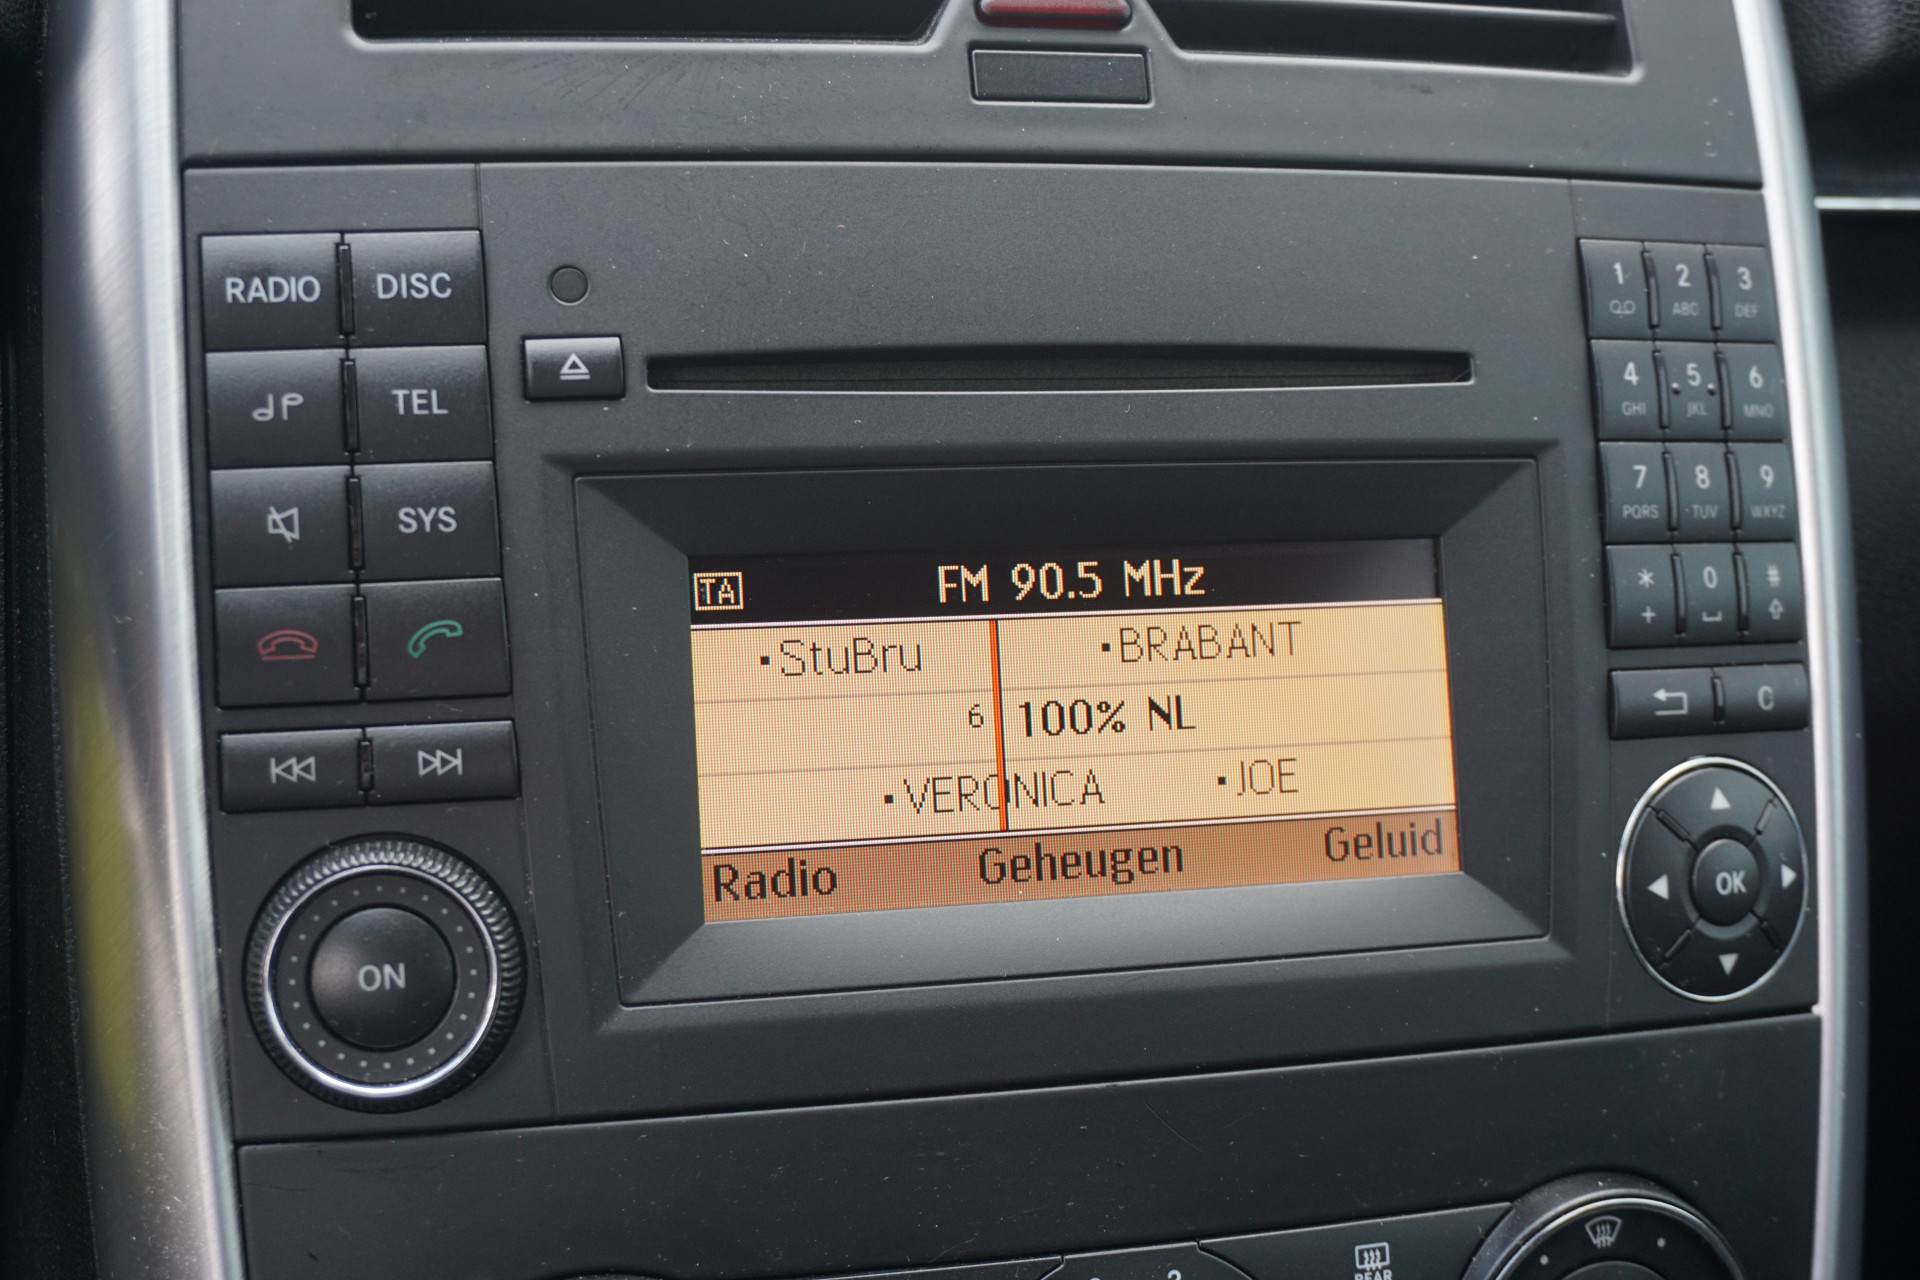 RADIO DISC
TEL
SYS
ON
TA FM 90.5 MHz
StuBru BRABANT
6 100% NL
VERONICA JOE
Radio Geheugen Geluid
1 2 3
ABC DEF
4 5 6
GHI JKL MNO
7 8 9
PQRS TUV WXYZ
* 0 #
+
C
OK
REAR